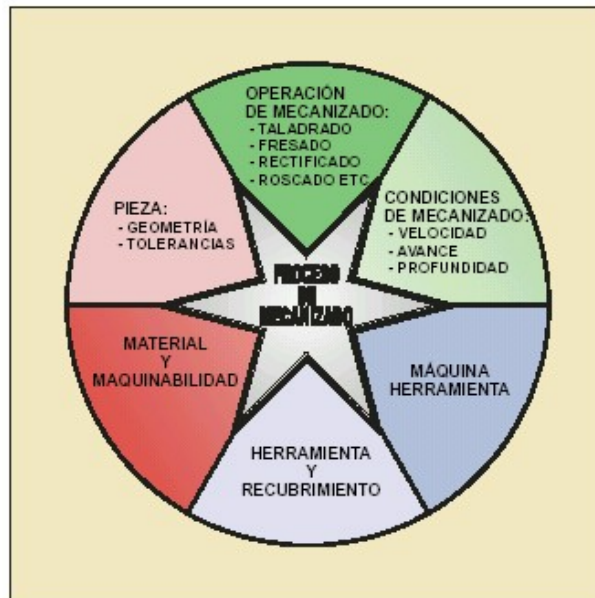 OPERACIÓN
DE MECANIZADO:
- TALADRADO
- FRESADO
- RECTIFICADO
- ROSCADO ETC
CONDICIONES
DE MECANIZADO:
- VELOCIDAD
- AVANCE
- PROFUNDIDAD
MÁQUINA
HERRAMIENTA
HERRAMIENTA
Y
RECUBRIMIENTO
MATERIAL
Y
MAQUINABILIDAD
PIEZA:
- GEOMETRÍA
- TOLERANCIAS
PROCESO
DE
MECANIZADO